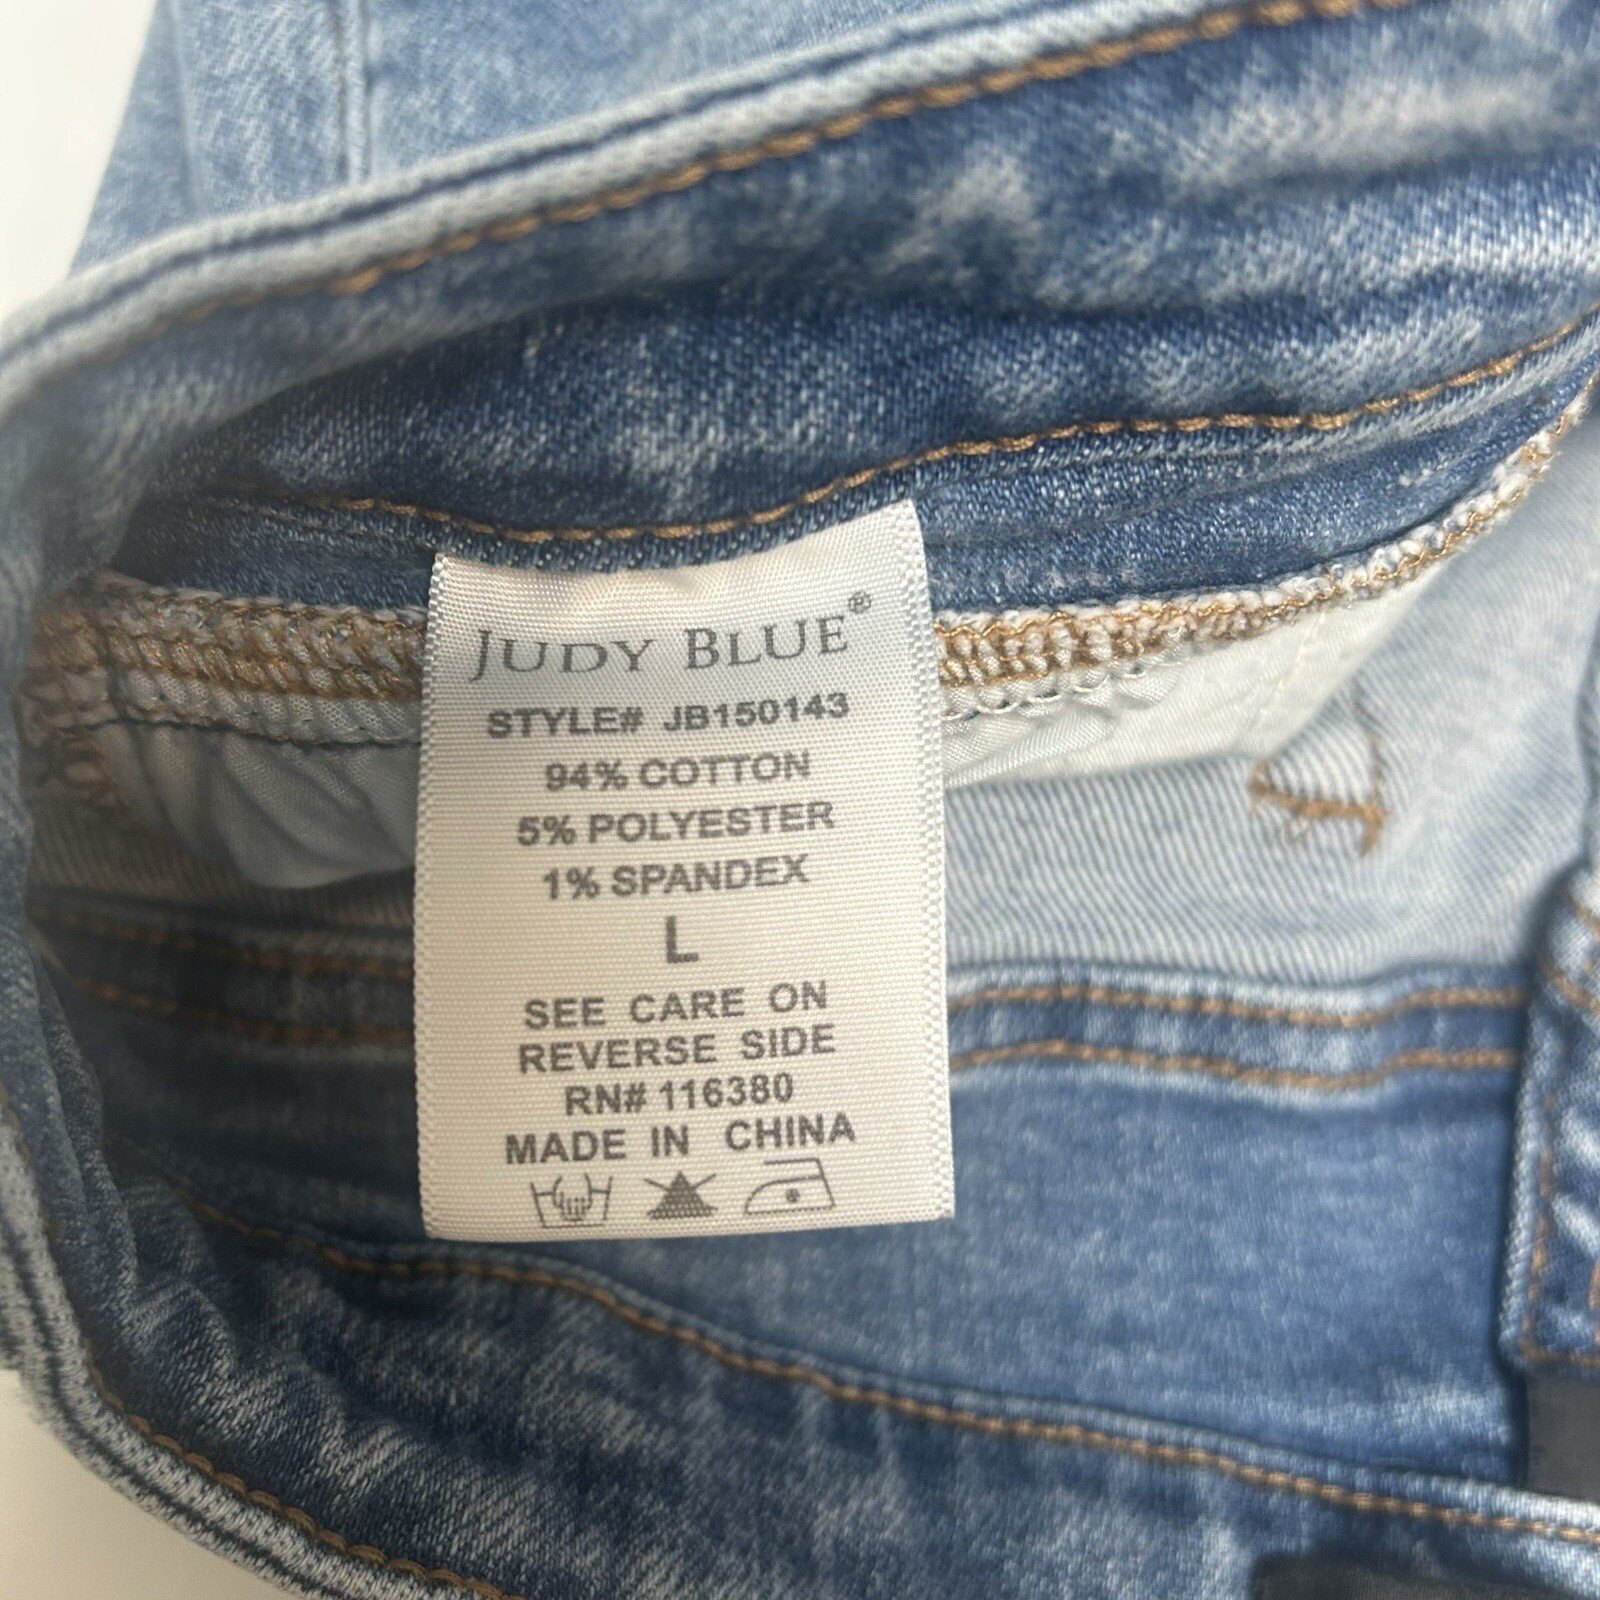 JUDY BLUE®
STYLE# JB150143
94% COTTON
5% POLYESTER
1% SPANDEX
L
SEE CARE ON
REVERSE SIDE
RN# 116380
MADE IN CHINA